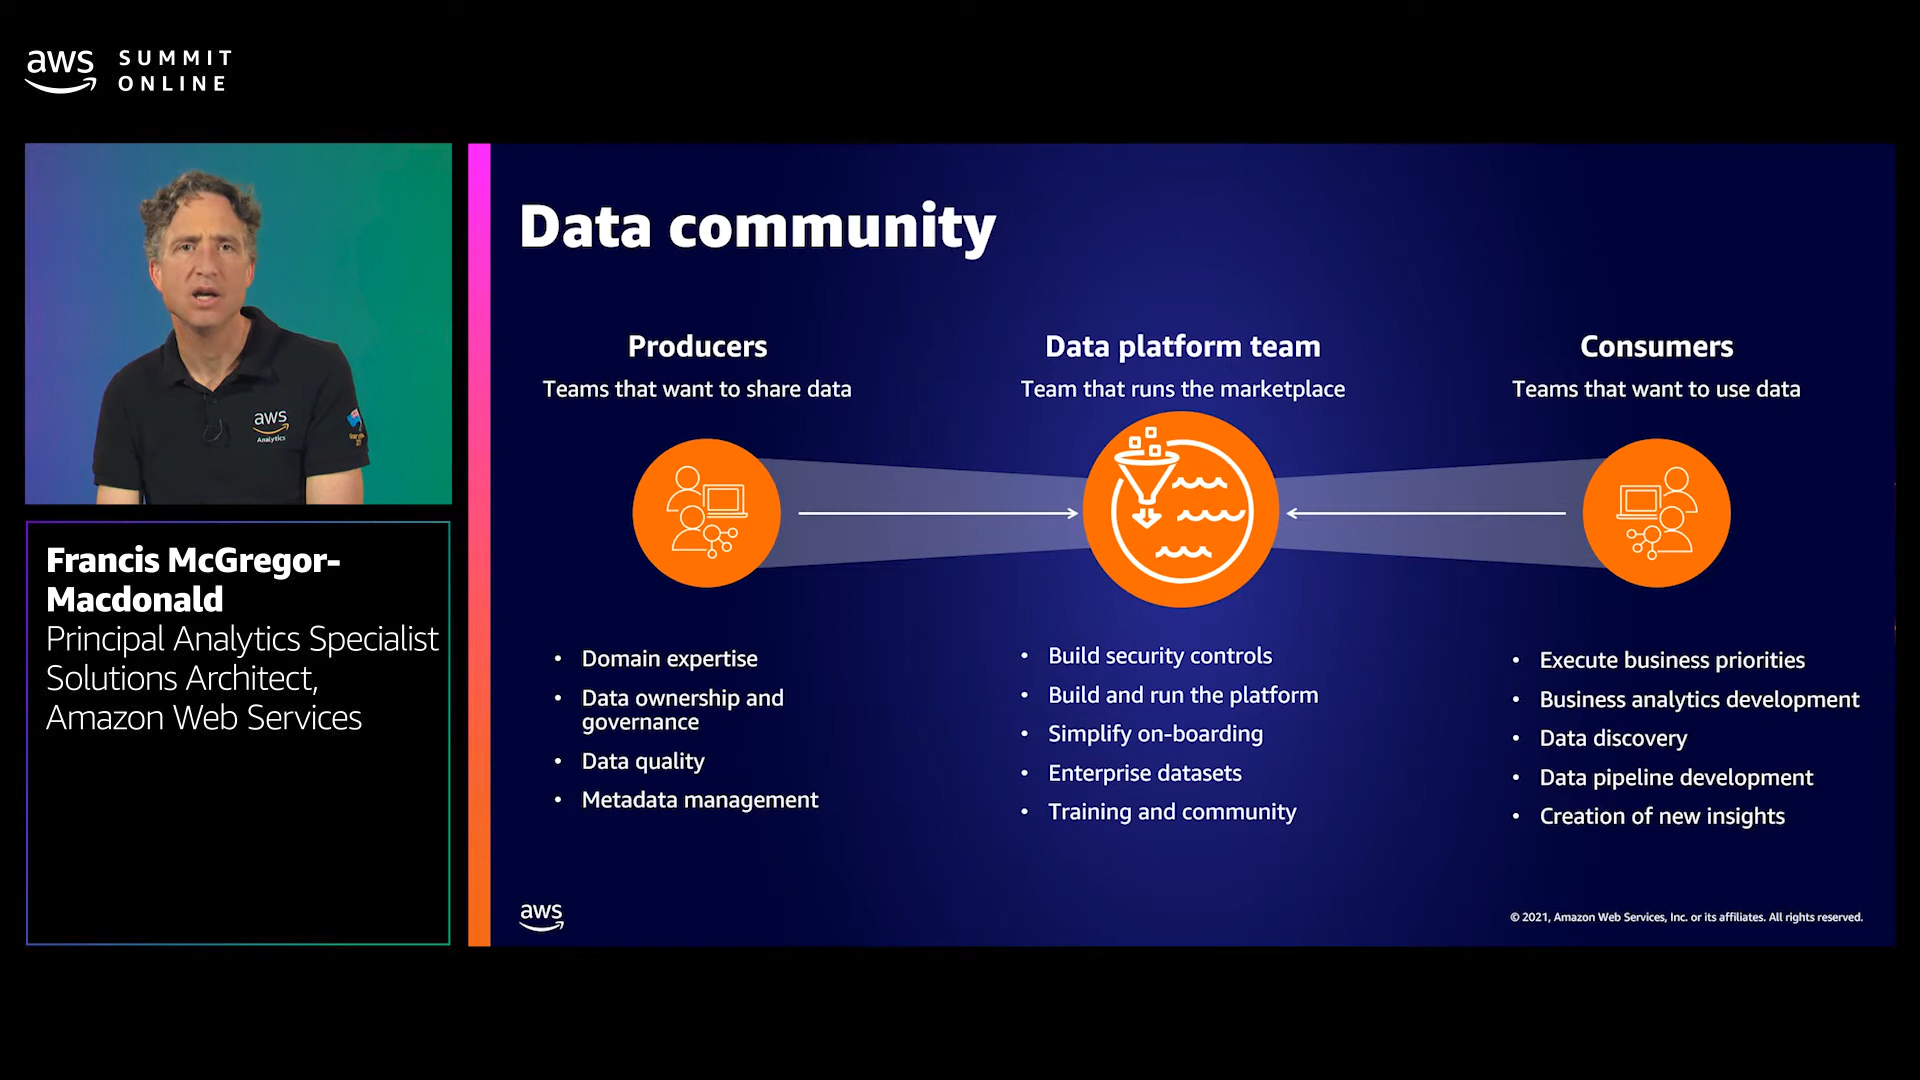 aws SUMMIT
ONLINE
aws
Analytics
Francis McGregor-
Macdonald
Principal Analytics Specialist
Solutions Architect,
Amazon Web Services
Data community
Producers
Teams that want to share data
• Domain expertise
• Data ownership and
governance
• Data quality
• Metadata management
Data platform team
Team that runs the marketplace
• Build security controls
• Build and run the platform
• Simplify on-boarding
• Enterprise datasets
• Training and community
Consumers
Teams that want to use data
• Execute business priorities
• Business analytics development
• Data discovery
• Data pipeline development
• Creation of new insights
aws
© 2021, Amazon Web Services, Inc. or its affiliates. All rights reserved.